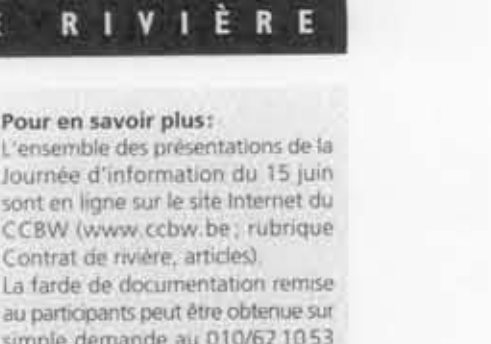 E RIVIÈRE
Pour en savoir plus:
L'ensemble des présentations de la
Journée d'information du 15 juin
sont en ligne sur le site Internet du
CCBW (www.ccbw.be; rubrique
Contrat de rivière, articles).
La farde de documentation remise
au participants peut être obtenue sur
simple demande au 010/62.10.53